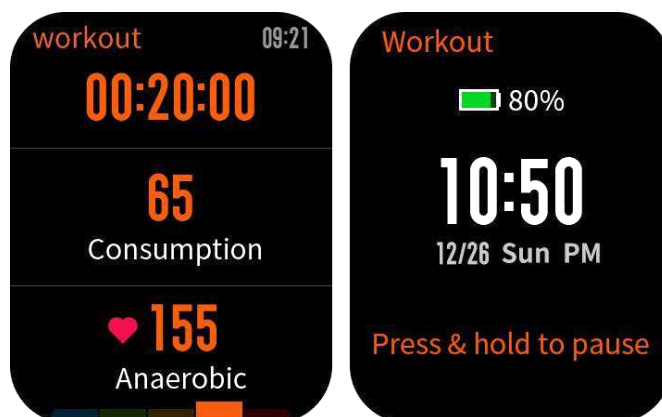 workout 09:21
00:20:00
65
Consumption
155
Anaerobic
Workout
80%
10:50
12/26 Sun PM
Press & hold to pause